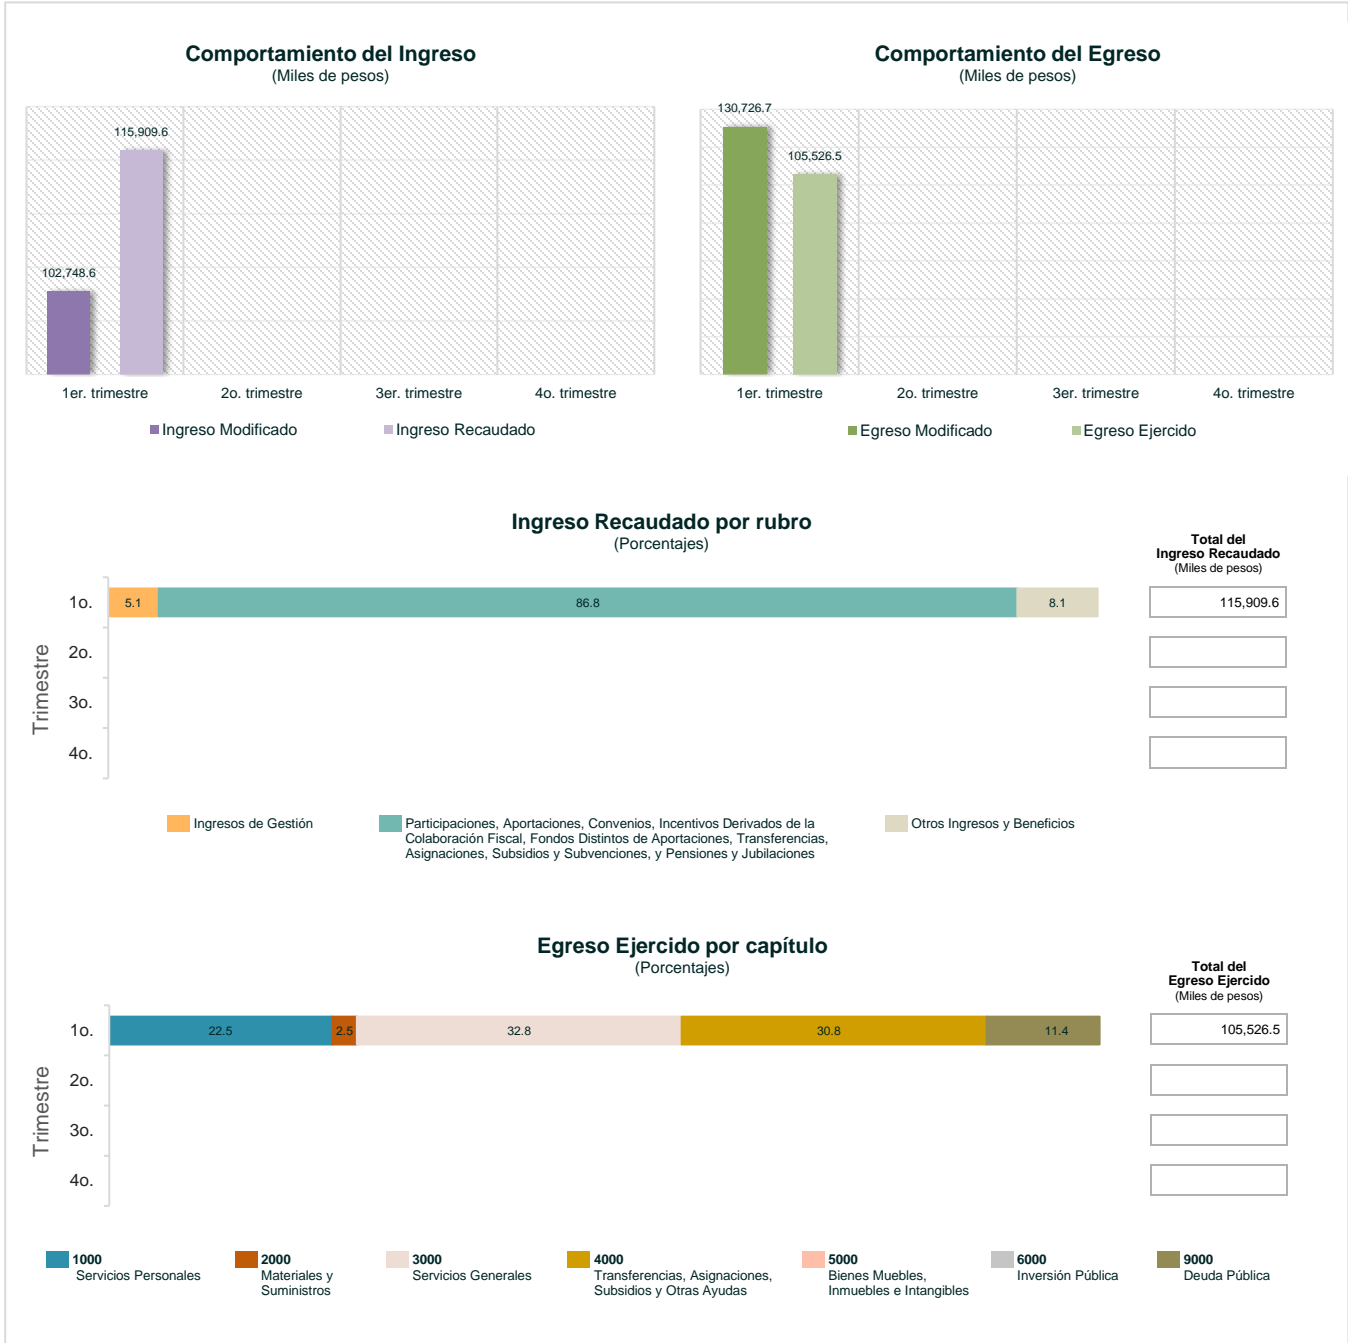 Comportamiento del Ingreso
(Miles de pesos)
115,909.6
102,748.6
1er. trimestre
2o. trimestre
3er. trimestre
4o. trimestre
Ingreso Modificado
Ingreso Recaudado
Comportamiento del Egreso
(Miles de pesos)
130,726.7
105,526.5
1er. trimestre
2o. trimestre
3er. trimestre
4o. trimestre
Egreso Modificado
Egreso Ejercido
Ingreso Recaudado por rubro
(Porcentajes)
Total del
Ingreso Recaudado
(Miles de pesos)
Trimestre
1o.
5.1
86.8
8.1
115,909.6
2o.
3o.
4o.
Ingresos de Gestión
Participaciones, Aportaciones, Convenios, Incentivos Derivados de la
Colaboración Fiscal, Fondos Distintos de Aportaciones, Transferencias,
Asignaciones, Subsidios y Subvenciones, y Pensiones y Jubilaciones
Otros Ingresos y Beneficios
Egreso Ejercido por capítulo
(Porcentajes)
Total del
Egreso Ejercido
(Miles de pesos)
Trimestre
1o.
22.5
2.5
32.8
30.8
11.4
105,526.5
2o.
3o.
4o.
1000
Servicios Personales
2000
Materiales y
Suministros
3000
Servicios Generales
4000
Transferencias, Asignaciones,
Subsidios y Otras Ayudas
5000
Bienes Muebles,
Inmuebles e Intangibles
6000
Inversión Pública
9000
Deuda Pública